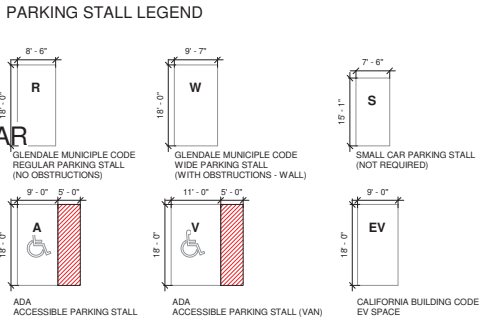 PARKING STALL LEGEND
8' - 6"
9' - 7"
7' - 6"
18' - 0"
R
18' - 0"
W
15' - 1"
S
AR
GLENDALE MUNICIPLE CODE
REGULAR PARKING STALL
(NO OBSTRUCTIONS)
GLENDALE MUNICIPLE CODE
WIDE PARKING STALL
(WITH OBSTRUCTIONS - WALL)
SMALL CAR PARKING STALL
(NOT REQUIRED)
9' - 0" 5' - 0"
11' - 0" 5' - 0"
9' - 0"
18' - 0"
A
18' - 0"
V
18' - 0"
EV
ADA
ACCESSIBLE PARKING STALL
ADA
ACCESSIBLE PARKING STALL (VAN)
CALIFORNIA BUILDING CODE
EV SPACE